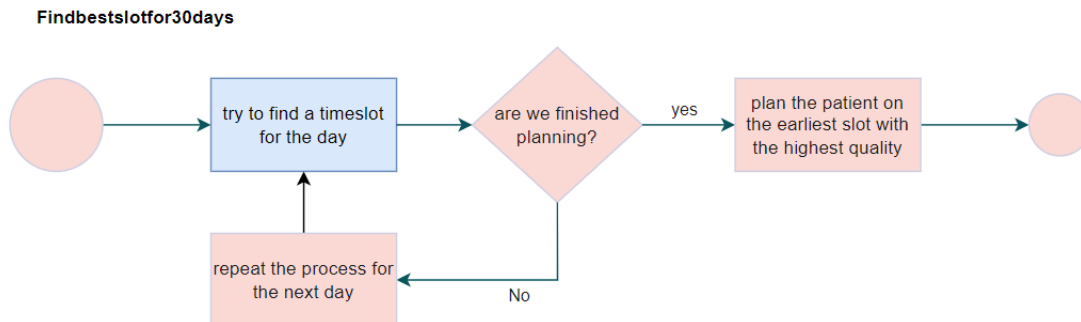 Findbestslotfor30days
try to find a timeslot
for the day
are we finished
planning?
yes
plan the patient on
the earliest slot with
the highest quality
No
repeat the process for
the next day